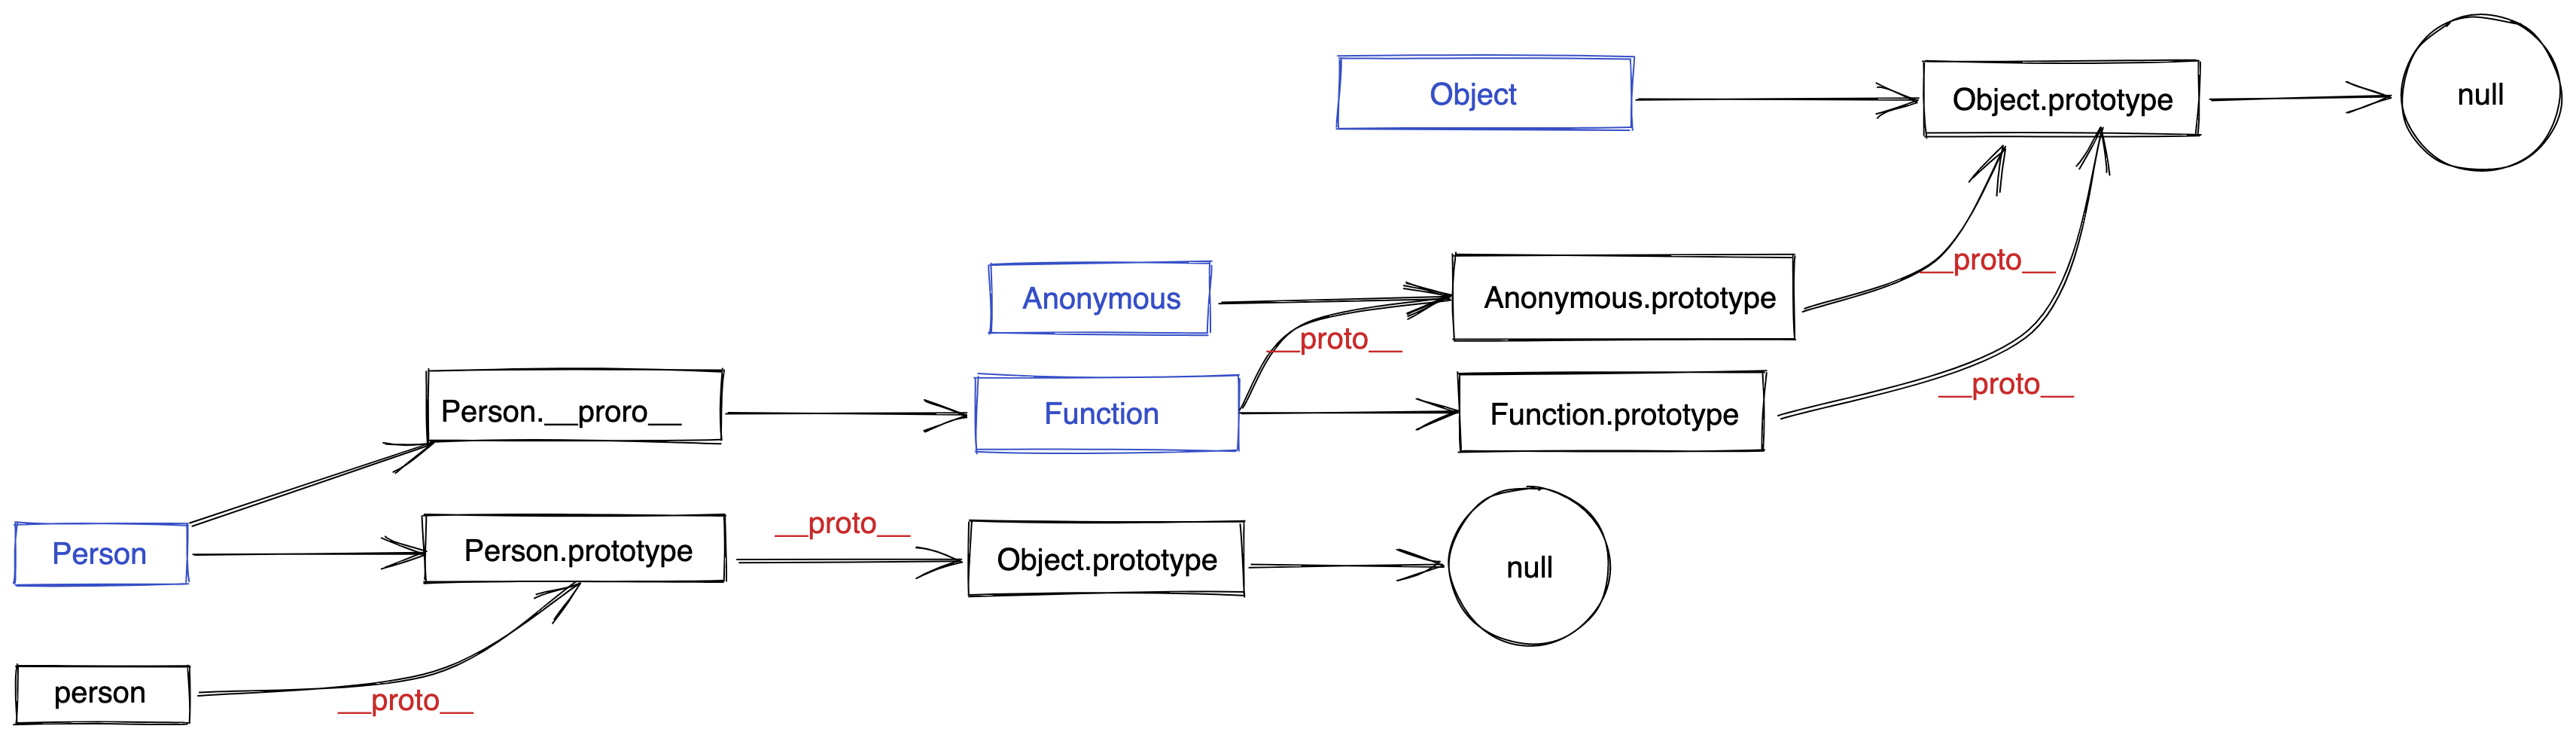 Object
Object.prototype
null
__proto__
Anonymous
Anonymous.prototype
__proto__
__proto__
Person.__proro__
Function
Function.prototype
__proto__
Person
Person.prototype
Object.prototype
null
person
__proto__